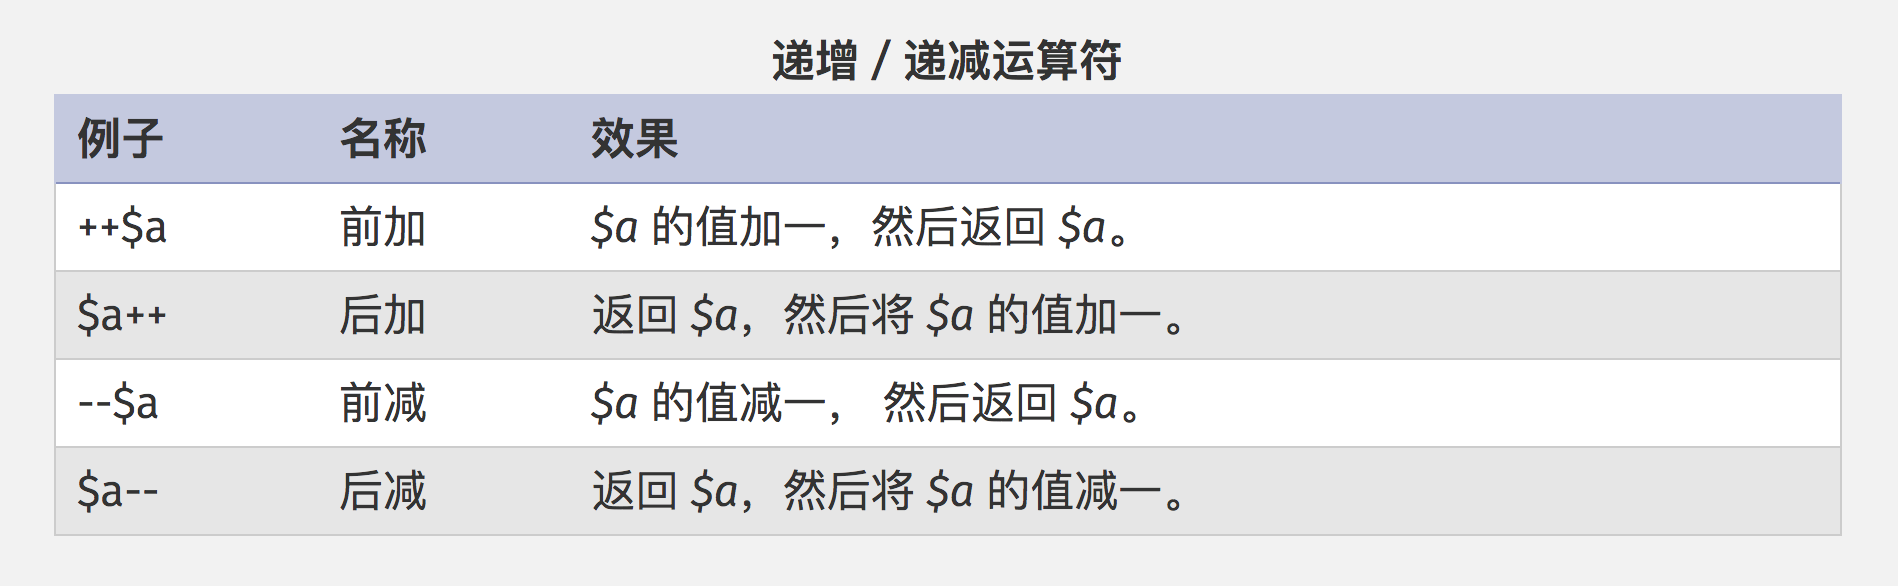 递增 / 递减运算符
例子 名称 效果
++$a 前加 $a 的值加一，然后返回 $a。
$a++ 后加 返回 $a，然后将 $a 的值加一。
--$a 前减 $a 的值减一， 然后返回 $a。
$a-- 后减 返回 $a，然后将 $a 的值减一。